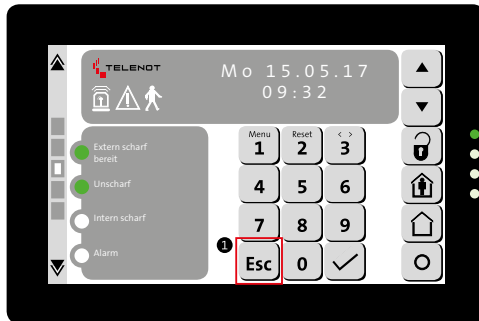 TELENOT
Mo 15.05.17
09:32
Extern scharf
bereit
Unscharf
Intern scharf
Alarm
Menu Reset < >
1 2 3
4 5 6
7 8 9
1
Esc 0